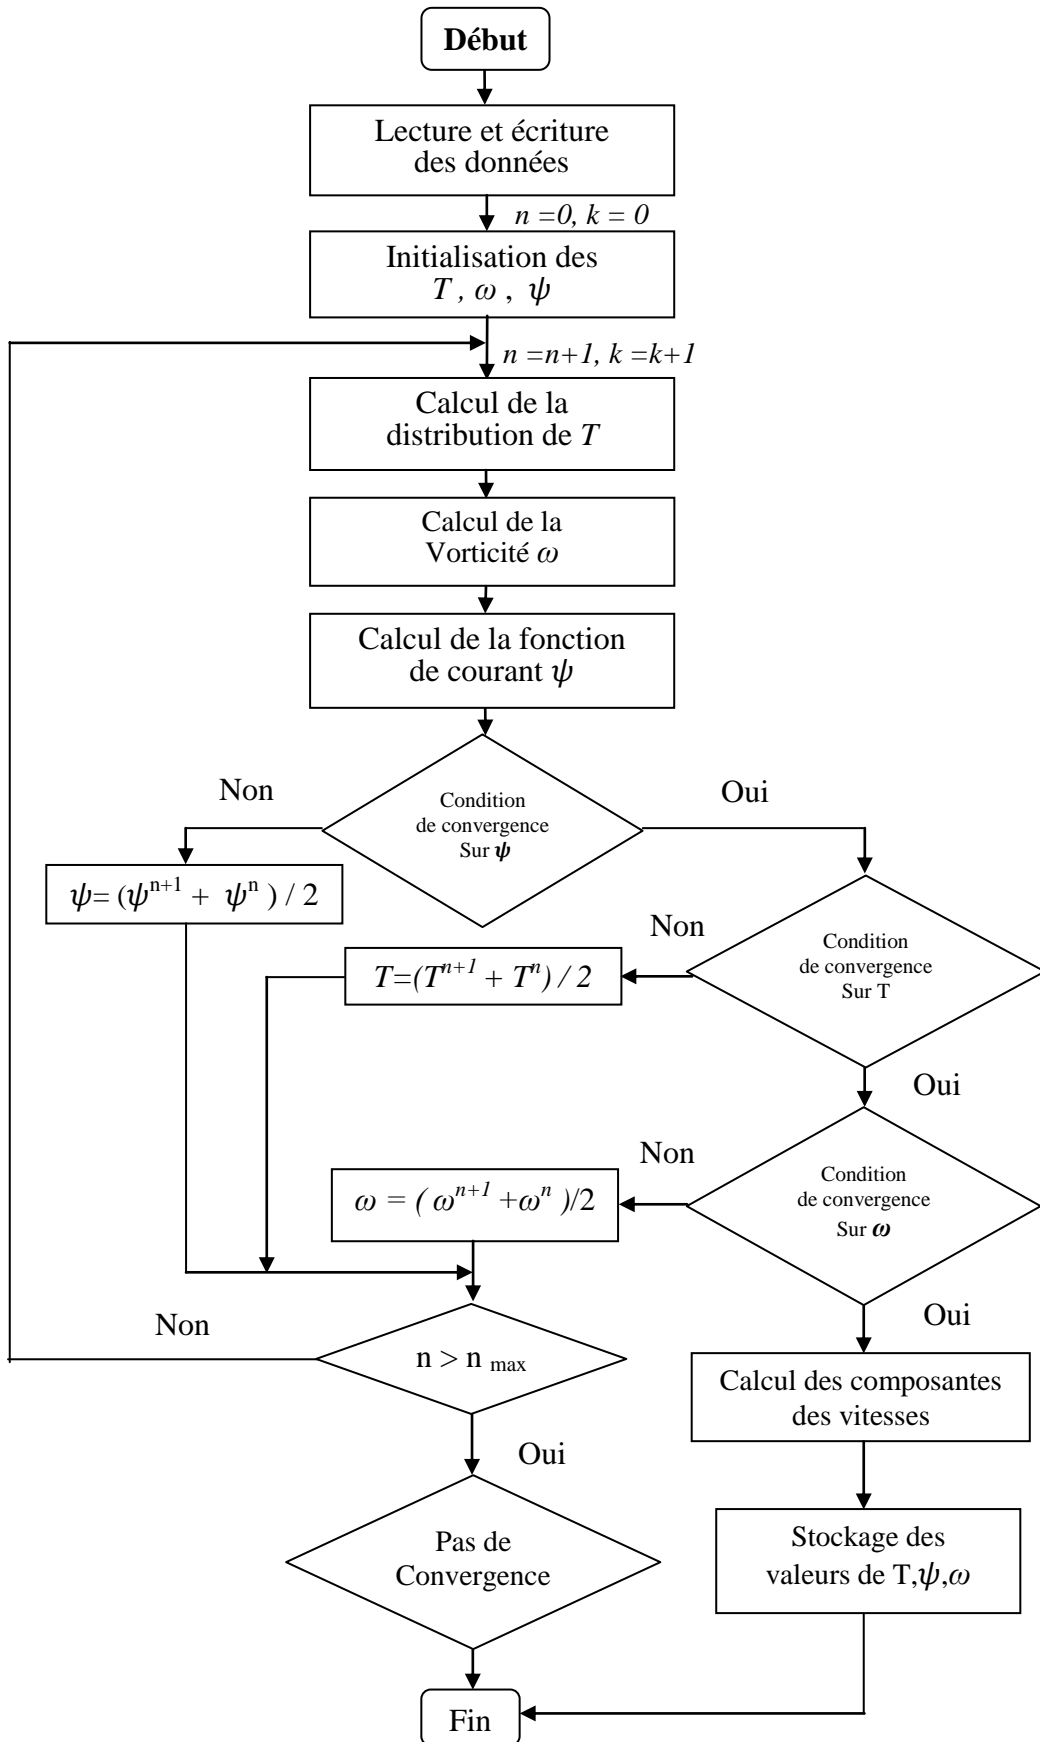 Début
Lecture et écriture
des données
n =0, k = 0
Initialisation des
T , ω , ψ
n =n+1, k =k+1
Calcul de la
distribution de T
Calcul de la
Vorticité ω
Calcul de la fonction
de courant ψ
Non
Oui
Condition
de convergence
Sur ψ
ψ= (ψⁿ⁺¹ + ψⁿ ) / 2
Non
Condition
de convergence
Sur T
T=(Tⁿ⁺¹ + Tⁿ) / 2
Oui
Non
Condition
de convergence
Sur ω
ω = ( ωⁿ⁺¹ +ωⁿ )/2
Oui
Non
n > n max
Calcul des composantes
des vitesses
Oui
Pas de
Convergence
Stockage des
valeurs de T,ψ,ω
Fin